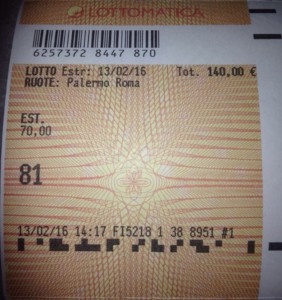 LOTTOMATICA
6257372 8447 870
LOTTO Estr: 13/02/16 Tot. 140,00 €
RUOTE: Palermo Roma
EST.
70,00
81
13/02/16 14:17 FI5218 1 38 8951 #1